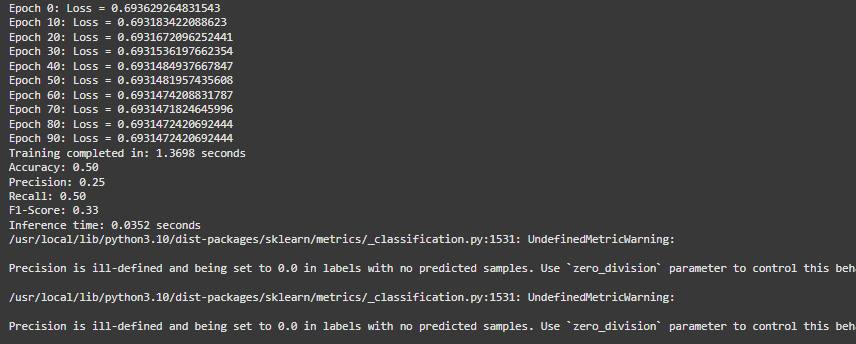 Epoch 0: Loss = 0.693629264831543
Epoch 10: Loss = 0.693183422088623
Epoch 20: Loss = 0.6931672096252441
Epoch 30: Loss = 0.6931536197662354
Epoch 40: Loss = 0.6931484937667847
Epoch 50: Loss = 0.6931481957435608
Epoch 60: Loss = 0.6931474208831787
Epoch 70: Loss = 0.6931471824645996
Epoch 80: Loss = 0.6931472420692444
Epoch 90: Loss = 0.6931472420692444
Training completed in: 1.3698 seconds
Accuracy: 0.50
Precision: 0.25
Recall: 0.50
F1-Score: 0.33
Inference time: 0.0352 seconds
/usr/local/lib/python3.10/dist-packages/sklearn/metrics/_classification.py:1531: UndefinedMetricWarning:
Precision is ill-defined and being set to 0.0 in labels with no predicted samples. Use `zero_division` parameter to control this beha
/usr/local/lib/python3.10/dist-packages/sklearn/metrics/_classification.py:1531: UndefinedMetricWarning:
Precision is ill-defined and being set to 0.0 in labels with no predicted samples. Use `zero_division` parameter to control this beha